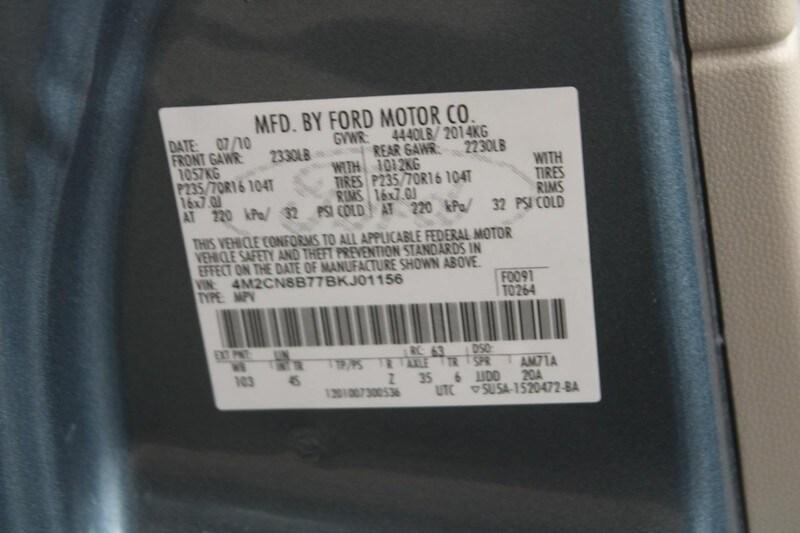 MFD. BY FORD MOTOR CO.
DATE: 07/10 GVWR: 4440LB/ 2014KG
FRONT GAWR: 2330LB REAR GAWR: 2230LB
1057KG WITH 1012KG WITH
P235/70R16 104T TIRES P235/70R16 104T TIRES
16x7.0J RIMS 16x7.0J RIMS
AT 220 kPa/ 32 PSI COLD AT 220 kPa/ 32 PSI COLD
THIS VEHICLE CONFORMS TO ALL APPLICABLE FEDERAL MOTOR
VEHICLE SAFETY AND THEFT PREVENTION STANDARDS IN
EFFECT ON THE DATE OF MANUFACTURE SHOWN ABOVE.
VIN: 4M2CN8B77BKJ01156 F0091
TYPE: MPV T0264
EXT PNT: UN RC: 63 DSO:
WB INT TR TP/PS R AXLE TR SPR AM71A
103 4S Z 35 6 JJDD 20A
1201007300536 UTC ▽SU5A-1520472-BA